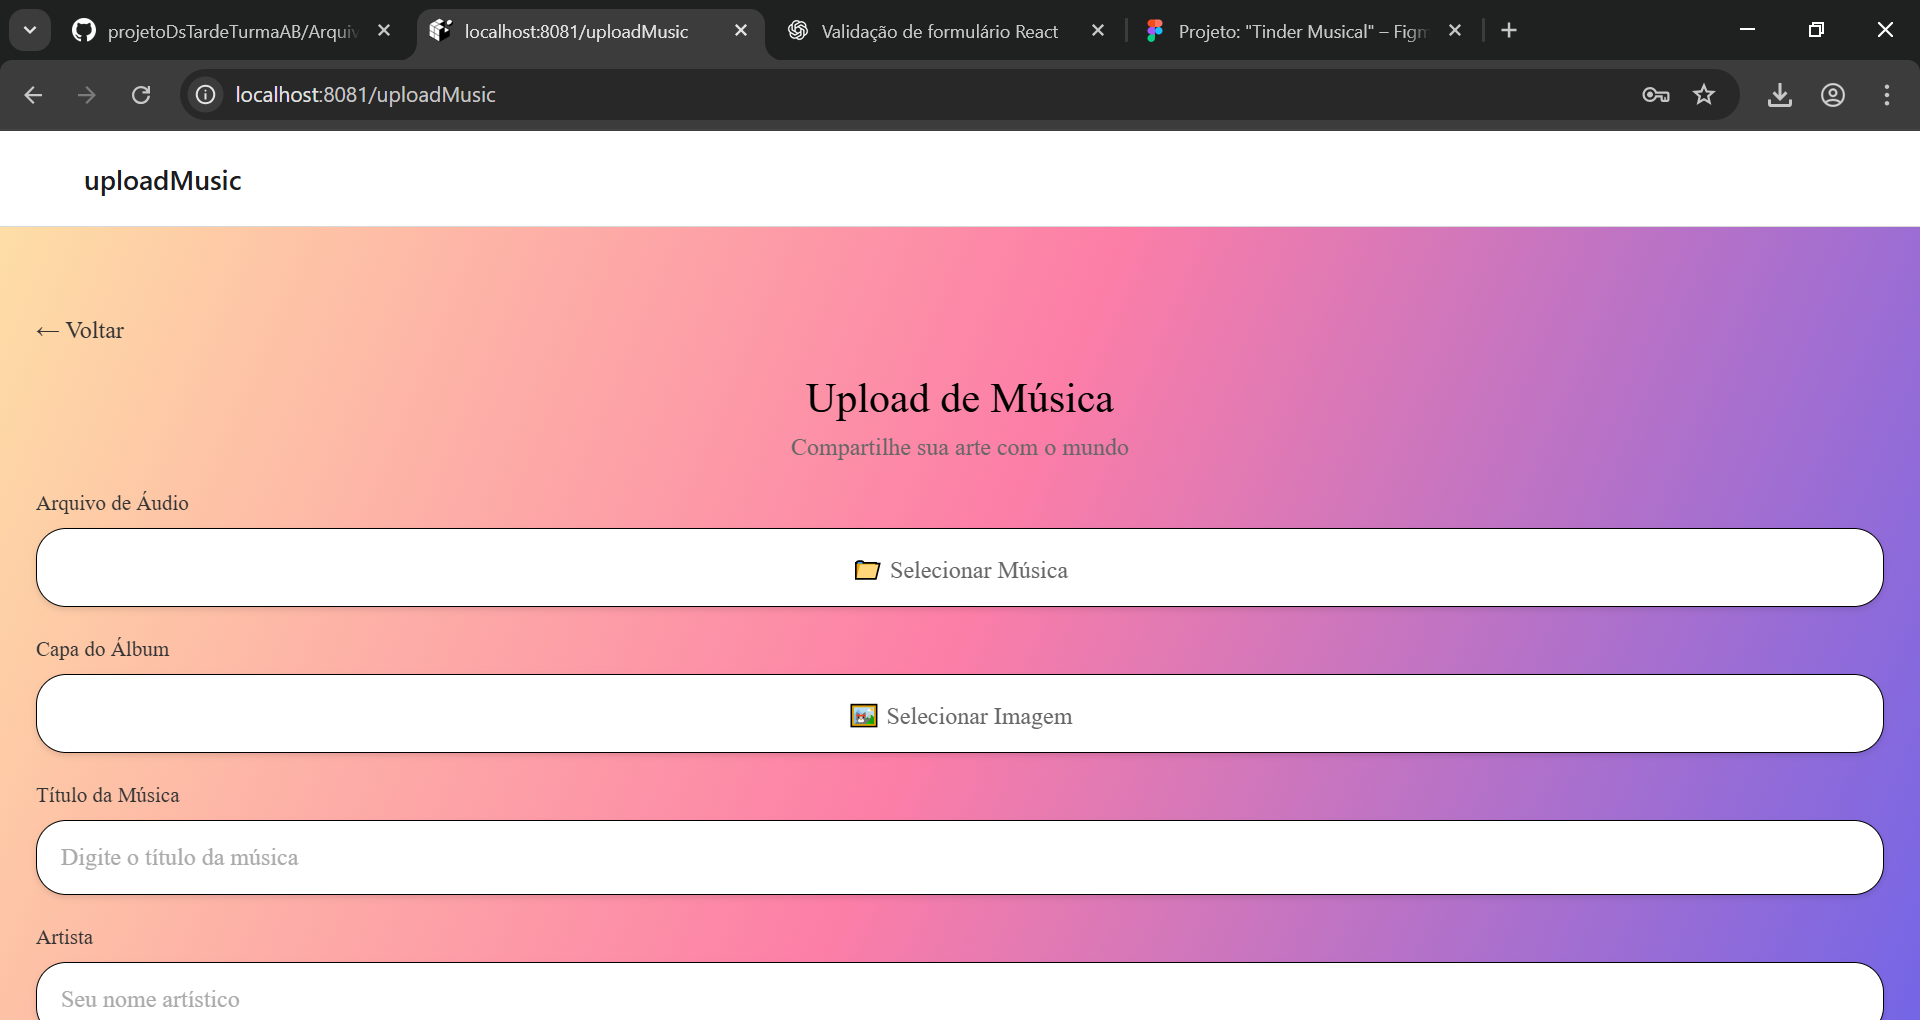 projetoDsTardeTurmaAB/Arquiv
localhost:8081/uploadMusic
Validação de formulário React
Projeto: "Tinder Musical" – Figm
localhost:8081/uploadMusic
uploadMusic
← Voltar
Upload de Música
Compartilhe sua arte com o mundo
Arquivo de Áudio
Selecionar Música
Capa do Álbum
Selecionar Imagem
Título da Música
Digite o título da música
Artista
Seu nome artístico